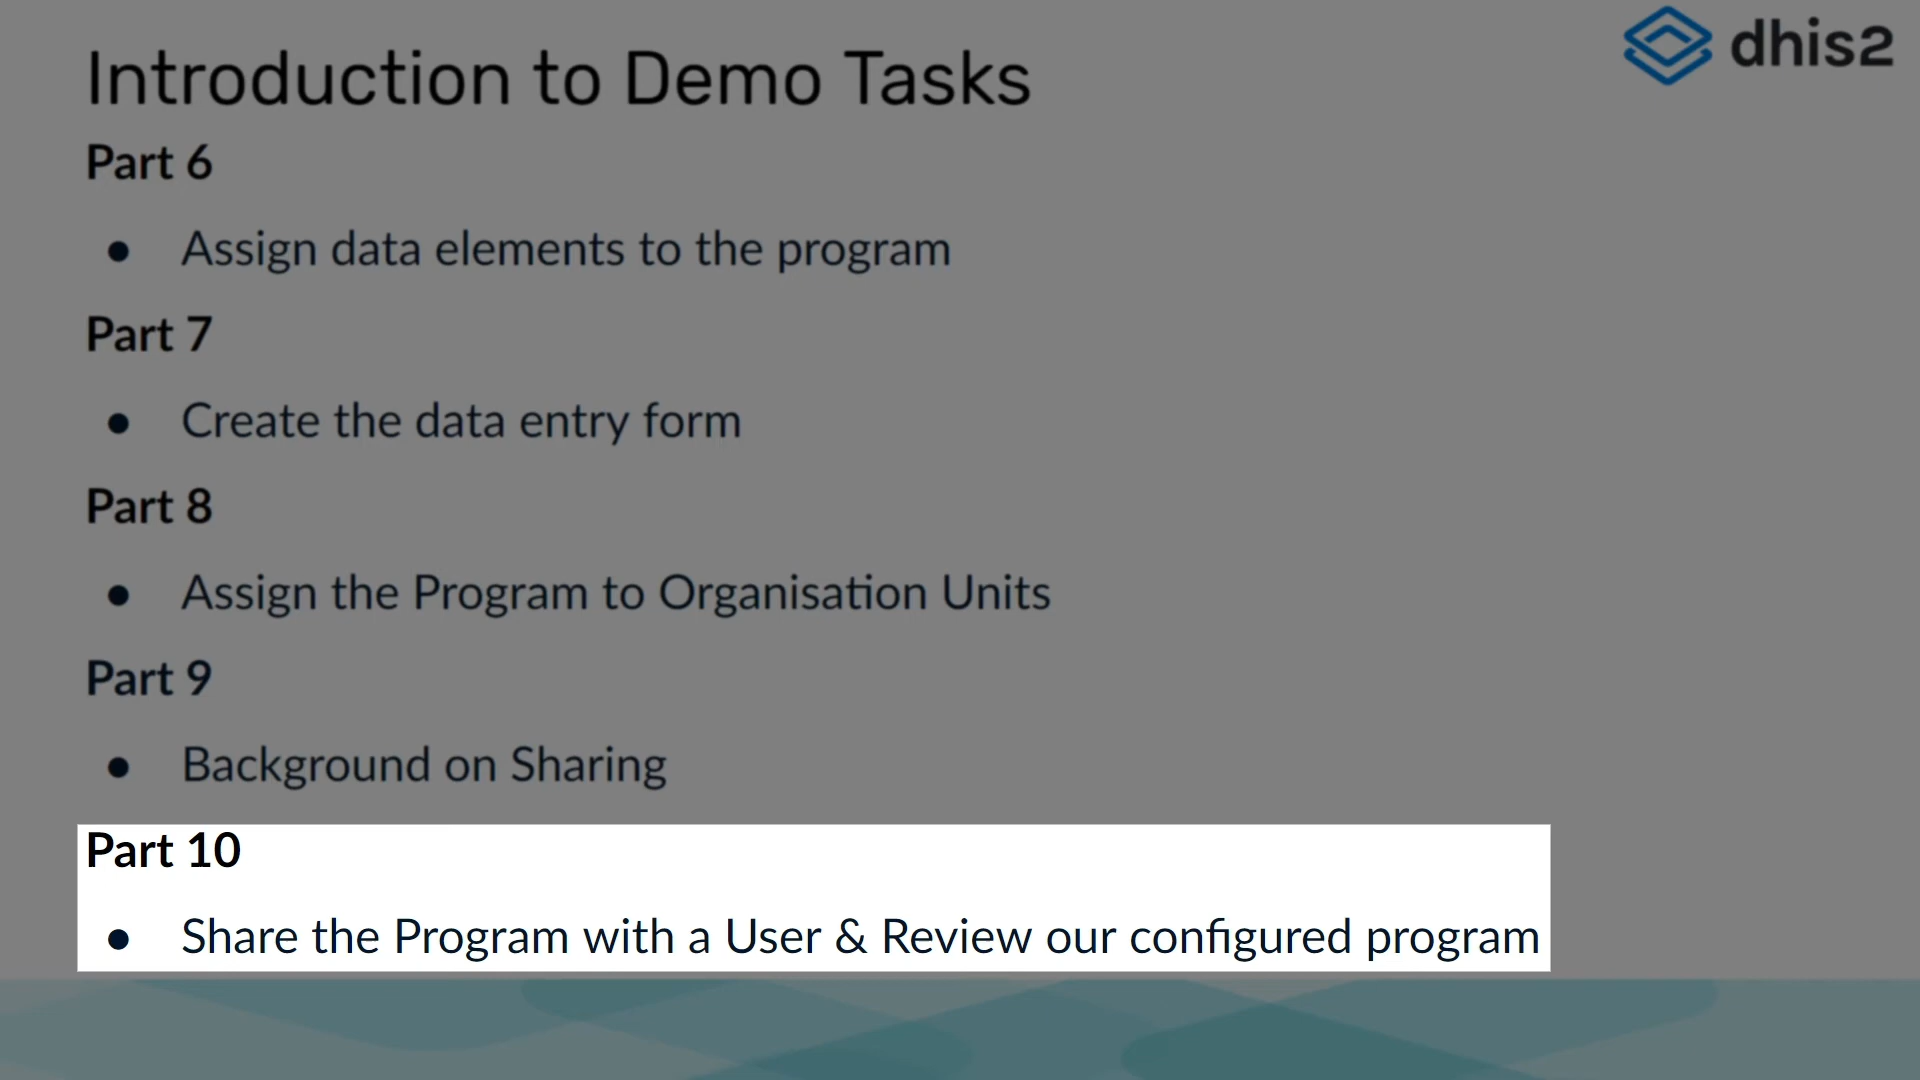 dhis2
Introduction to Demo Tasks
Part 6
● Assign data elements to the program
Part 7
● Create the data entry form
Part 8
● Assign the Program to Organisation Units
Part 9
● Background on Sharing
Part 10
● Share the Program with a User & Review our configured program